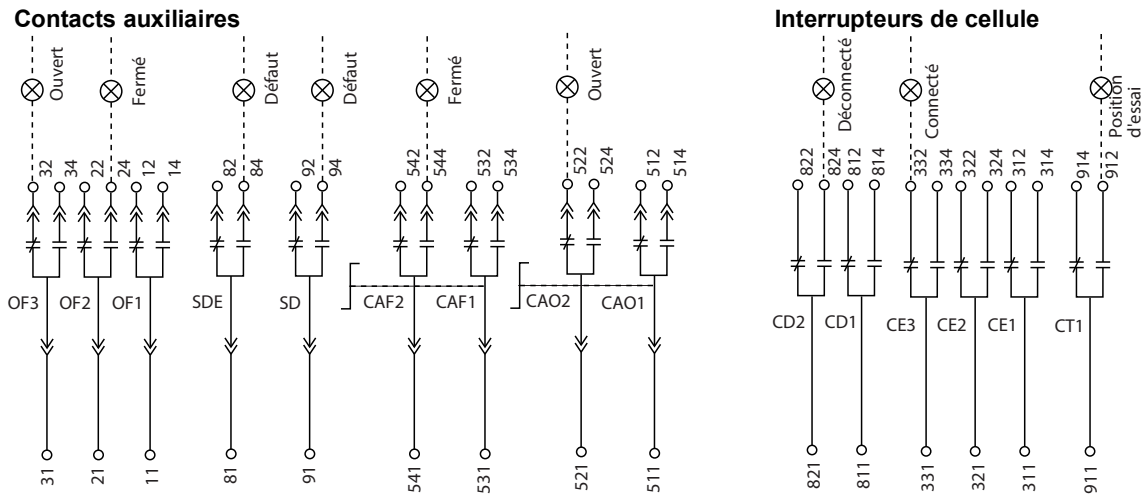 Contacts auxiliaires
Interrupteurs de cellule
Ouvert
Fermé
Défaut
Défaut
Fermé
Ouvert
Déconnecté
Connecté
Position
d'essai
32
34
22
24
12
14
82
84
92
94
542
544
532
534
522
524
512
514
822
824
812
814
332
334
322
324
312
314
914
912
OF3
OF2
OF1
SDE
SD
CAF2
CAF1
CAO2
CAO1
CD2
CD1
CE3
CE2
CE1
CT1
31
21
11
81
91
541
531
521
511
821
811
331
321
311
911